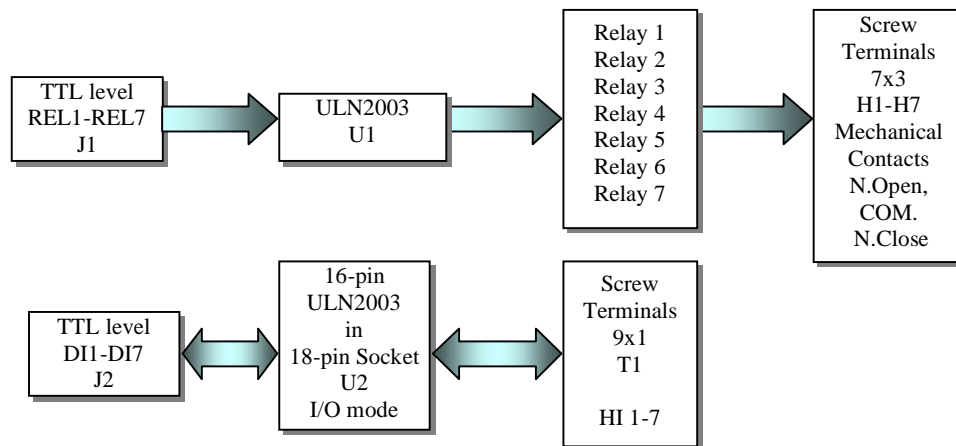 TTL level
REL1-REL7
J1
ULN2003
U1
Relay 1
Relay 2
Relay 3
Relay 4
Relay 5
Relay 6
Relay 7
Screw
Terminals
7x3
H1-H7
Mechanical
Contacts
N.Open,
COM.
N.Close
TTL level
DI1-DI7
J2
16-pin
ULN2003
in
18-pin Socket
U2
I/O mode
Screw
Terminals
9x1
T1
HI 1-7